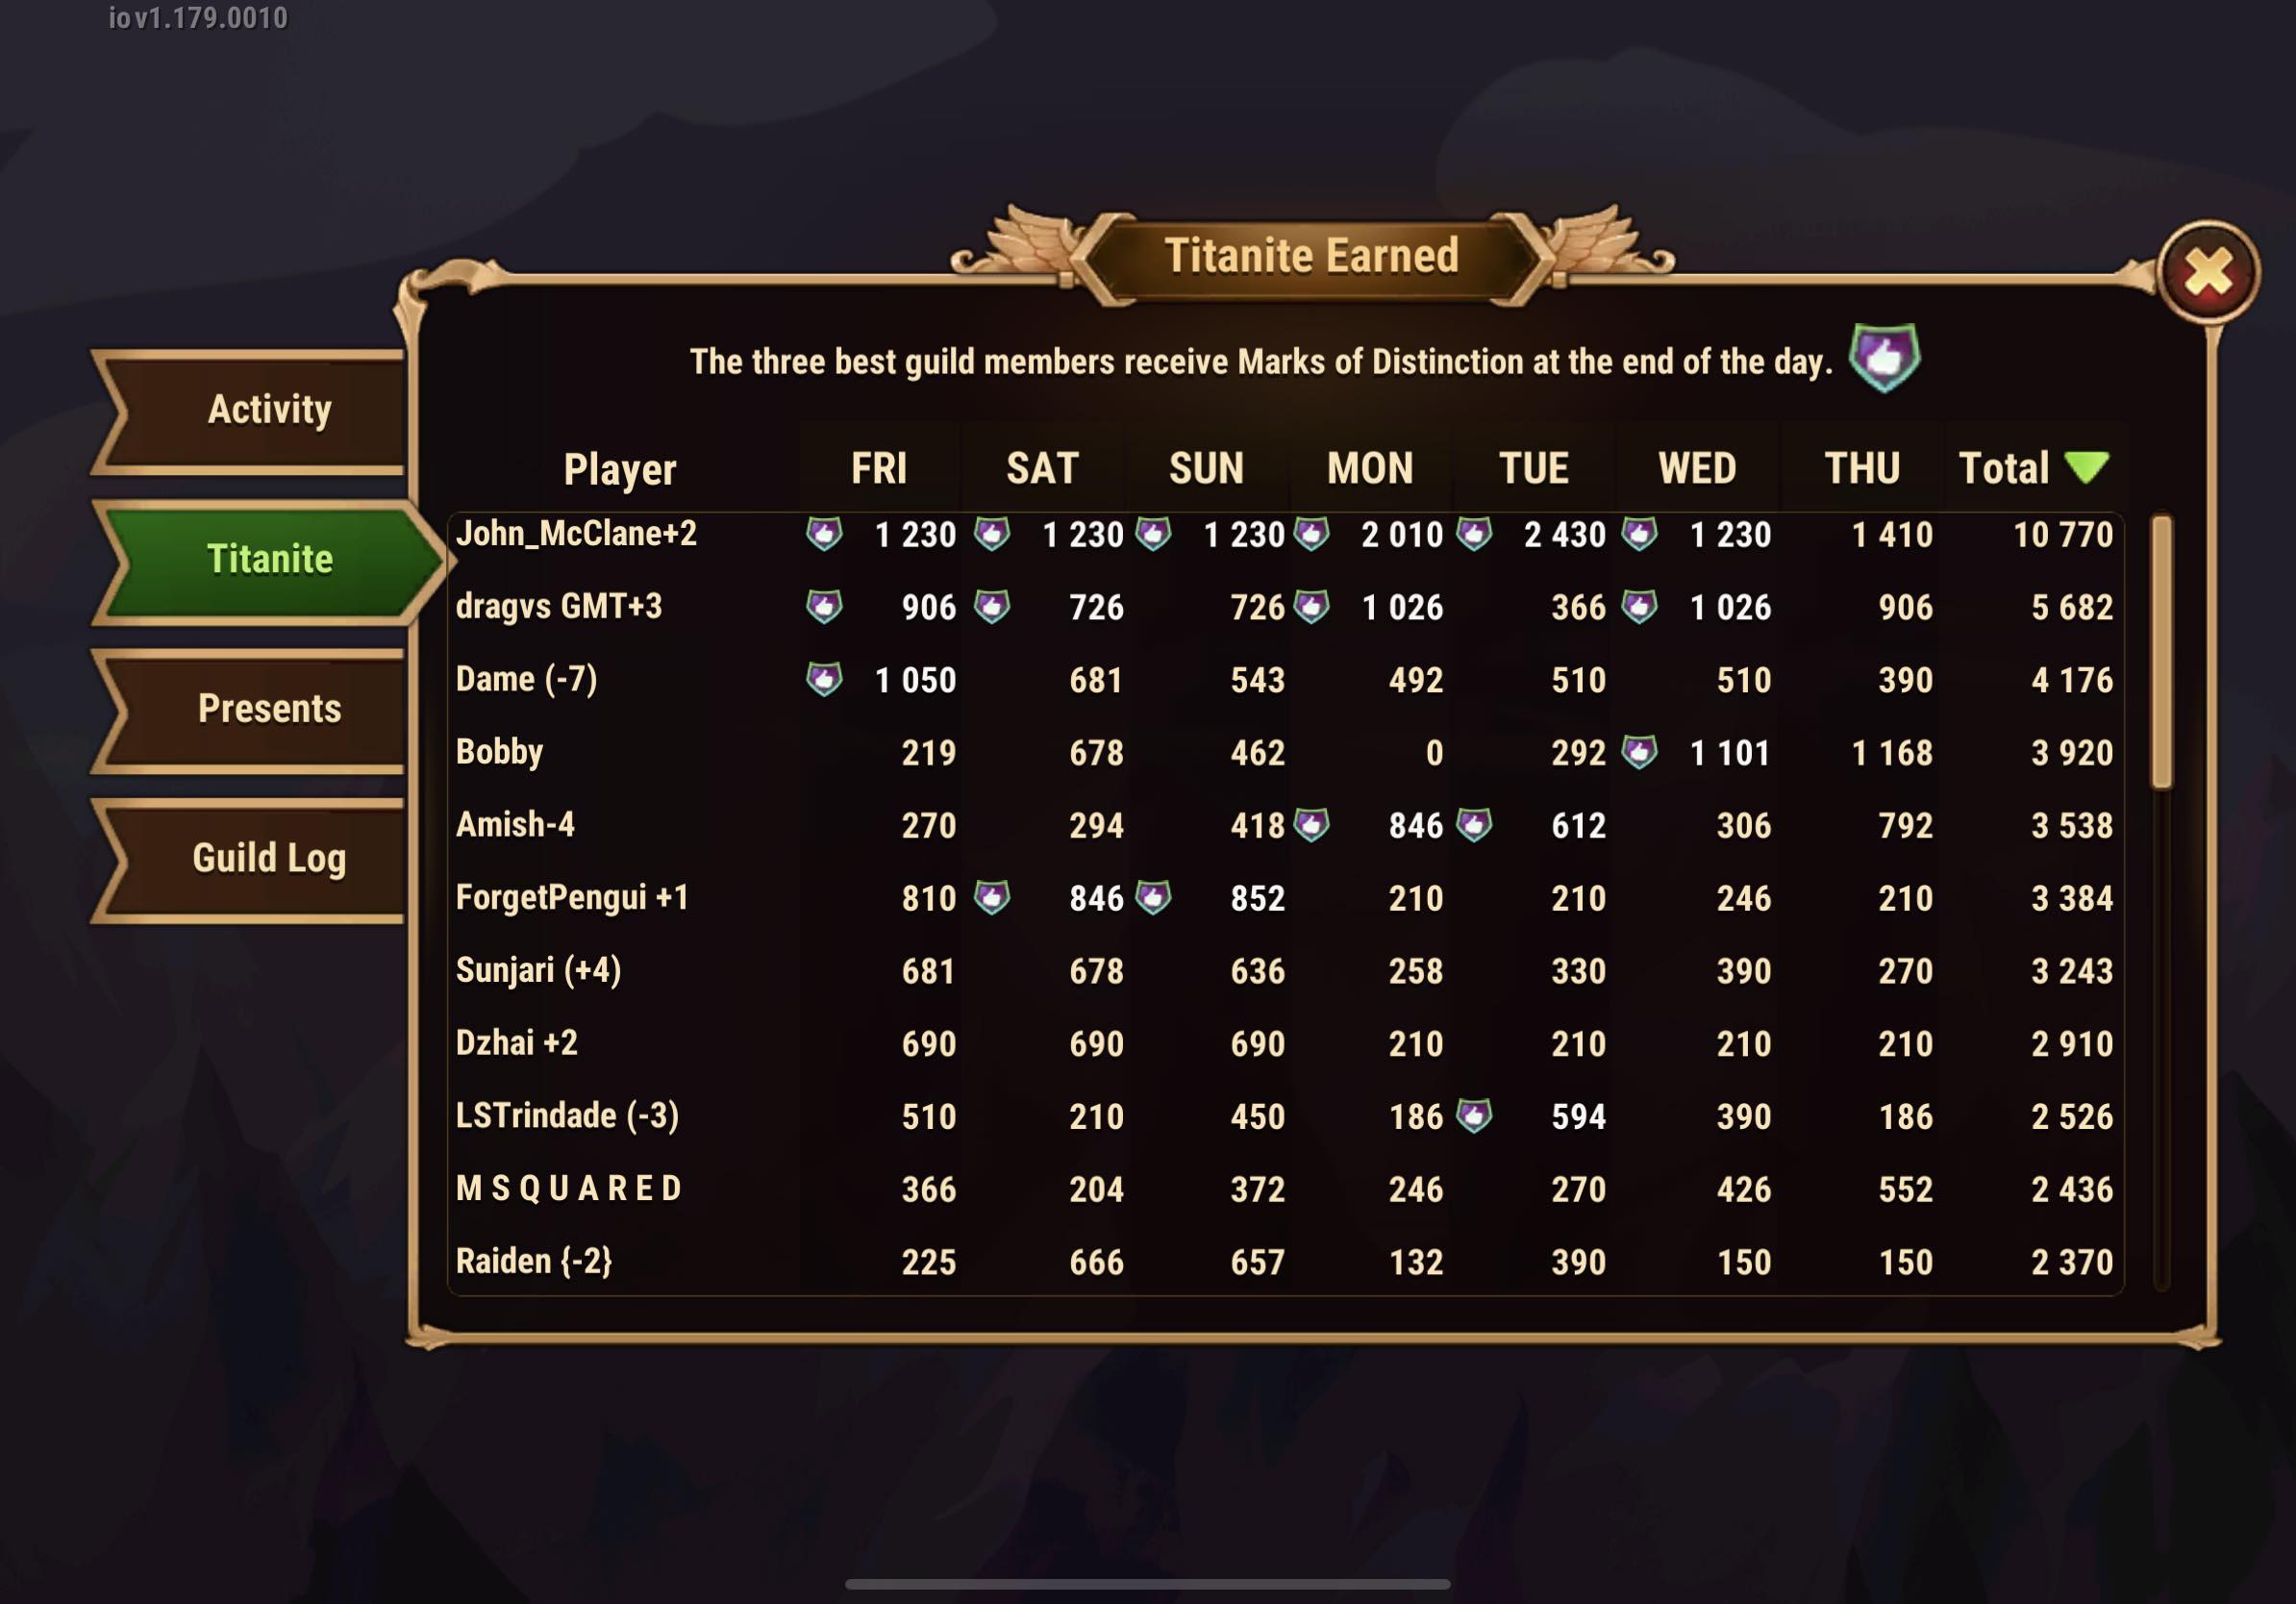 iov1.179.0010
Titanite Earned
The three best guild members receive Marks of Distinction at the end of the day.
Activity
Titanite
Presents
Guild Log
Player FRI SAT SUN MON TUE WED THU Total
John_McClane+2 1 230 1 230 1 230 2 010 2 430 1 230 1 410 10 770
dragvs GMT+3 906 726 726 1 026 366 1 026 906 5 682
Dame (-7) 1 050 681 543 492 510 510 390 4 176
Bobby 219 678 462 0 292 1 101 1 168 3 920
Amish-4 270 294 418 846 612 306 792 3 538
ForgetPengui +1 810 846 852 210 210 246 210 3 384
Sunjari (+4) 681 678 636 258 330 390 270 3 243
Dzhai +2 690 690 690 210 210 210 210 2 910
LSTrindade (-3) 510 210 450 186 594 390 186 2 526
M S Q U A R E D 366 204 372 246 270 426 552 2 436
Raiden {-2} 225 666 657 132 390 150 150 2 370